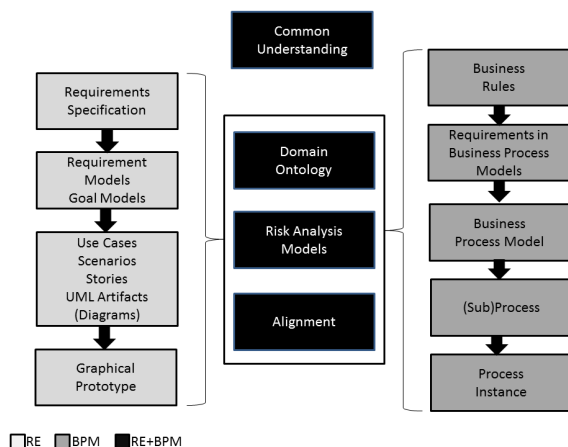 Common
Understanding
Requirements
Specification
Requirement
Models
Goal Models
Use Cases
Scenarios
Stories
UML Artifacts
(Diagrams)
Graphical
Prototype
Domain
Ontology
Risk Analysis
Models
Alignment
Business
Rules
Requirements in
Business Process
Models
Business
Process Model
(Sub)Process
Process
Instance
RE BPM RE+BPM